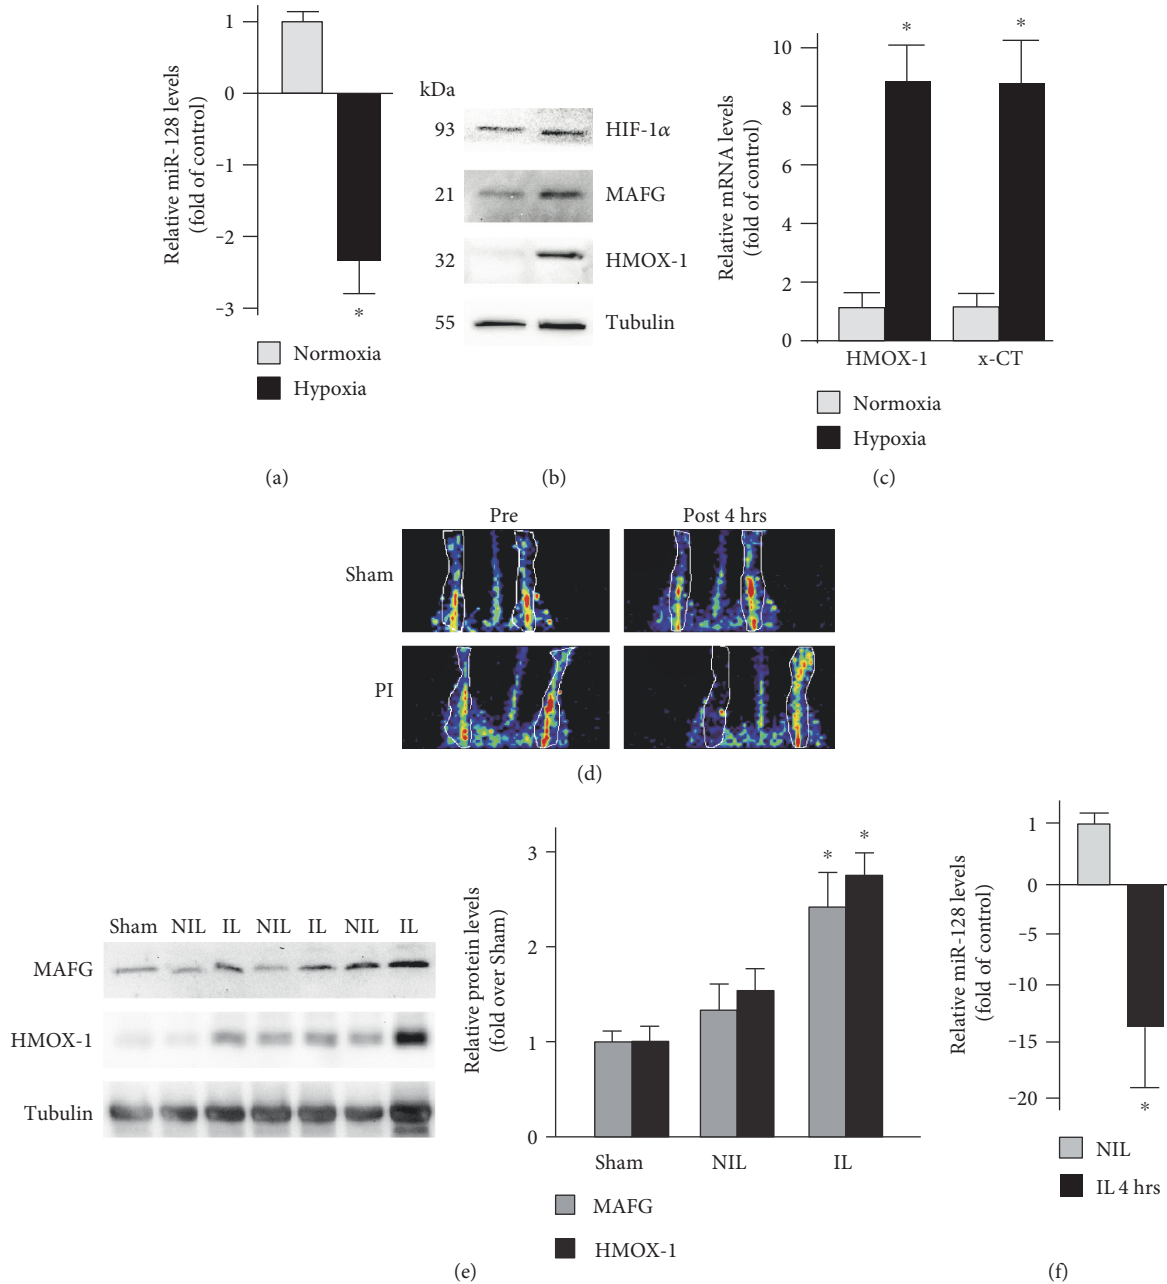 1
0
-1
-2
-3
Relative miR-128 levels
(fold of control)
*
Normoxia
Hypoxia
(a)
kDa
93
HIF-1α
21
MAFG
32
HMOX-1
55
Tubulin
(b)
10
8
6
4
2
0
Relative mRNA levels
(fold of control)
*
*
HMOX-1
x-CT
Normoxia
Hypoxia
(c)
Pre
Post 4 hrs
Sham
PI
(d)
Sham NIL IL NIL IL NIL IL
MAFG
HMOX-1
Tubulin
3
2
1
0
Relative protein levels
(fold over Sham)
*
*
Sham
NIL
IL
MAFG
HMOX-1
(e)
1
0
-5
-10
-15
-20
Relative miR-128 levels
(fold of control)
*
NIL
IL 4 hrs
(f)